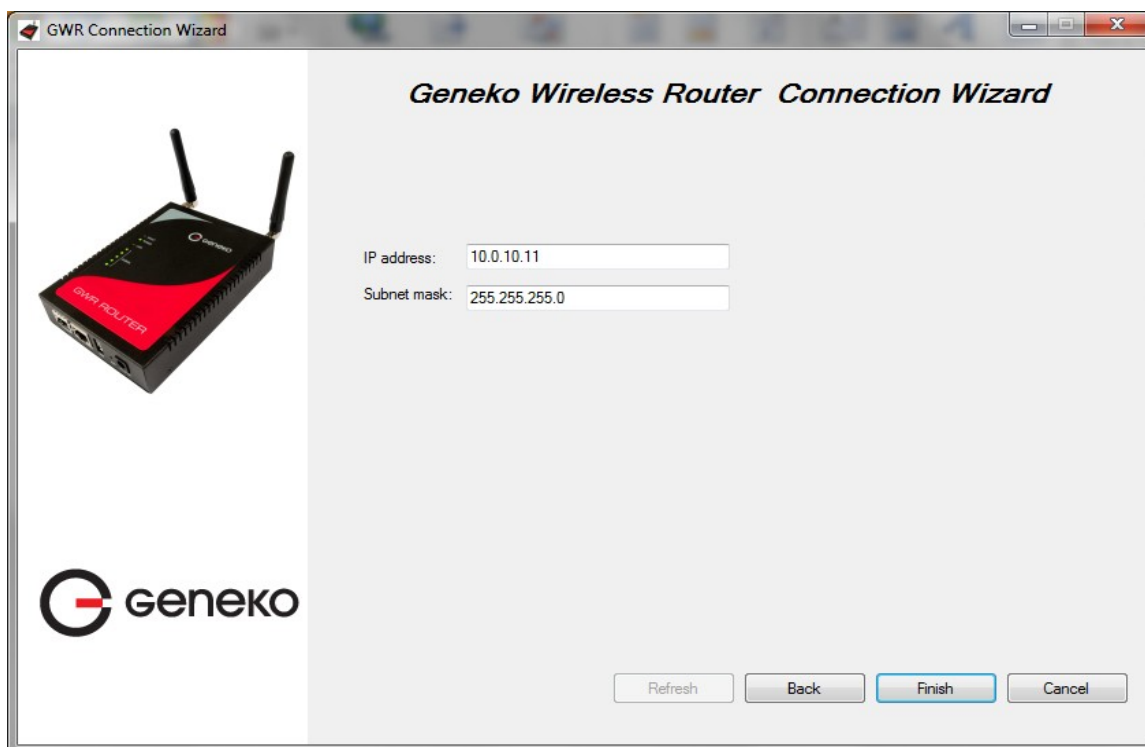 GWR Connection Wizard
Geneko Wireless Router Connection Wizard
GENEKO
GWR ROUTER
IP address: 10.0.10.11
Subnet mask: 255.255.255.0
GENEKO
Refresh Back Finish Cancel